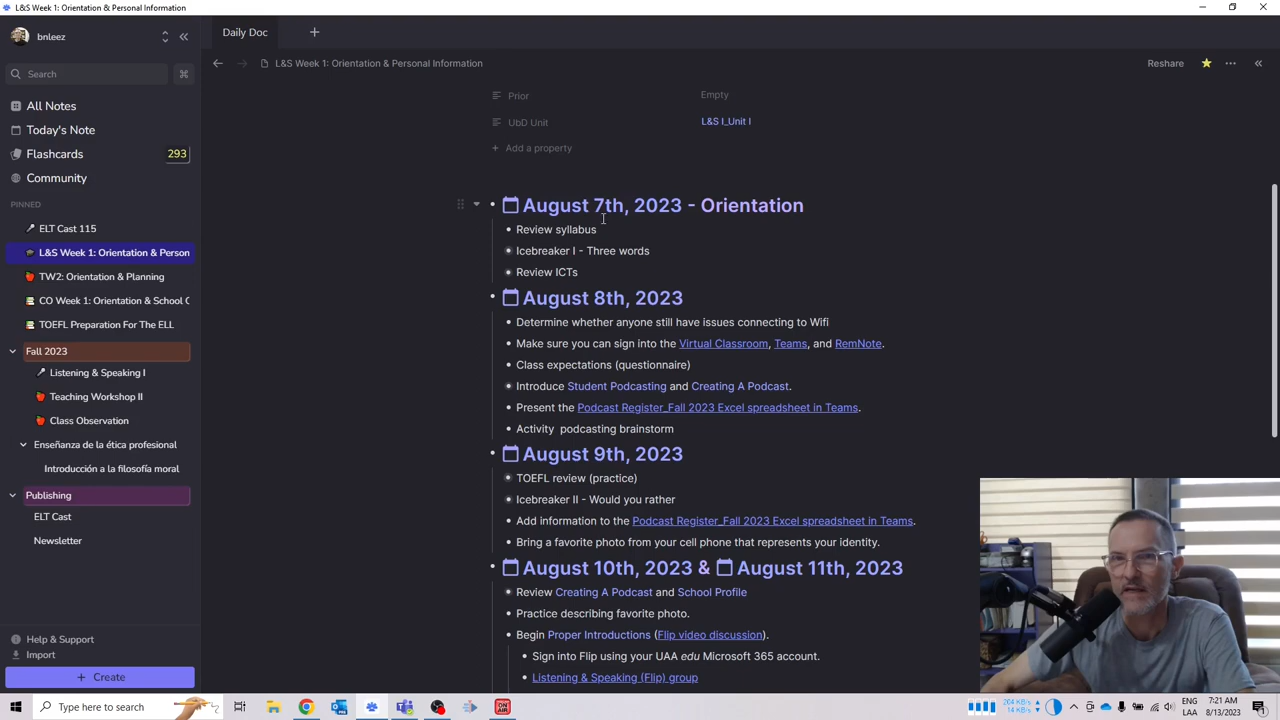 L&S Week 1: Orientation & Personal Information
bnleez
Daily Doc
Search
L&S Week 1: Orientation & Personal Information
Reshare
All Notes
Today's Note
Flashcards
293
Community
PINNED
ELT Cast 115
L&S Week 1: Orientation & Person
TW2: Orientation & Planning
CO Week 1: Orientation & School C
TOEFL Preparation For The ELL
Fall 2023
Listening & Speaking I
Teaching Workshop II
Class Observation
Enseñanza de la ética profesional
Introducción a la filosofía moral
Publishing
ELT Cast
Newsletter
Help & Support
Import
+ Create
Prior
Empty
UbD Unit
L&S I_Unit I
+ Add a property
August 7th, 2023 - Orientation
Review syllabus
Icebreaker I - Three words
Review ICTs
August 8th, 2023
Determine whether anyone still have issues connecting to Wifi
Make sure you can sign into the Virtual Classroom, Teams, and RemNote.
Class expectations (questionnaire)
Introduce Student Podcasting and Creating A Podcast.
Present the Podcast Register_Fall 2023 Excel spreadsheet in Teams.
Activity podcasting brainstorm
August 9th, 2023
TOEFL review (practice)
Icebreaker II - Would you rather
Add information to the Podcast Register_Fall 2023 Excel spreadsheet in Teams.
Bring a favorite photo from your cell phone that represents your identity.
August 10th, 2023 & August 11th, 2023
Review Creating A Podcast and School Profile
Practice describing favorite photo.
Begin Proper Introductions (Flip video discussion).
Sign into Flip using your UAA edu Microsoft 365 account.
Listening & Speaking (Flip) group
Type here to search
ON AIR
204 KB/s
14 KB/s
ENG
LAA
7:21 AM
8/13/2023